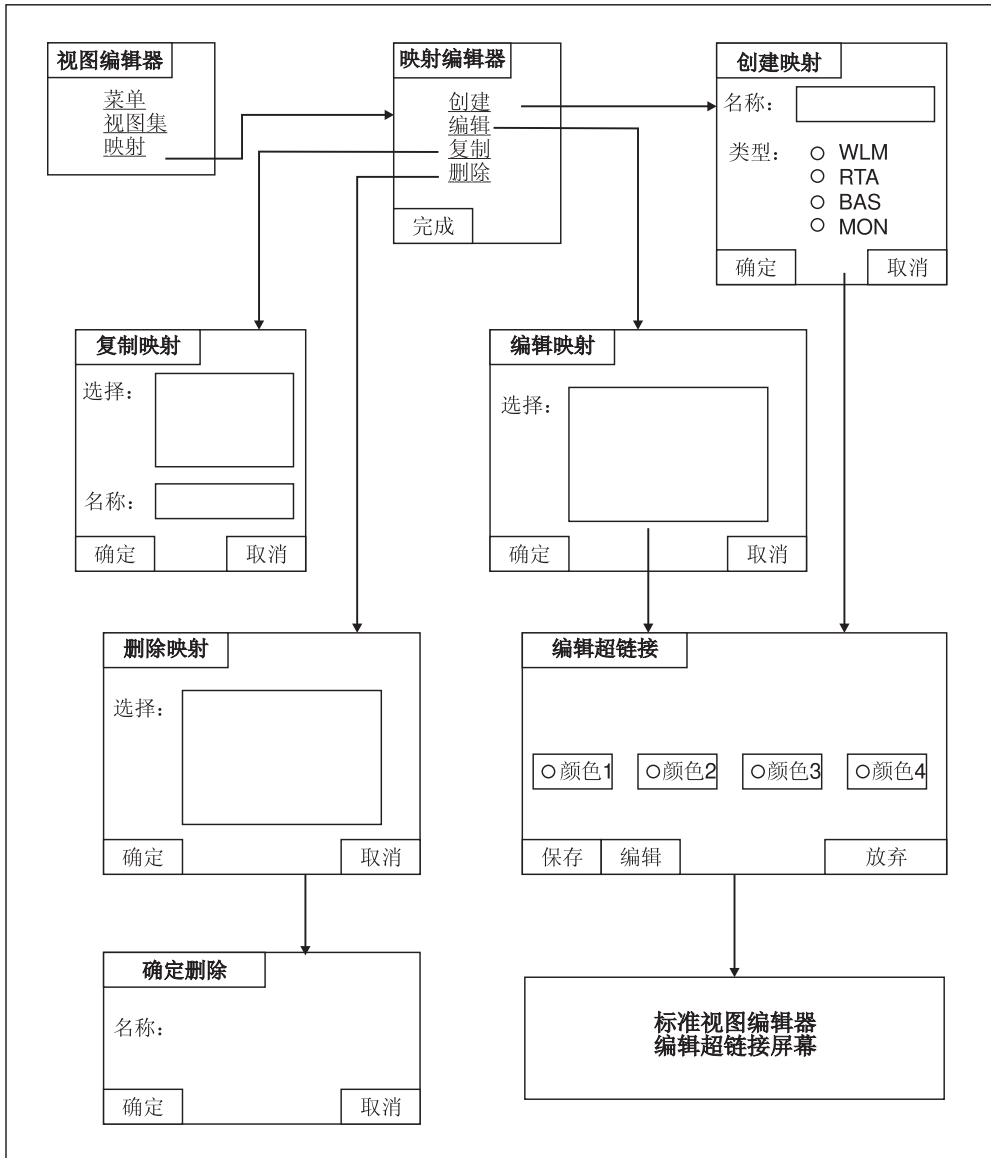 视图编辑器
菜单
视图集
映射
映射编辑器
创建
编辑
复制
删除
完成
创建映射
名称：
类型：
WLM
RTA
BAS
MON
确定
取消
复制映射
选择：
名称：
确定
取消
编辑映射
选择：
确定
取消
删除映射
选择：
确定
取消
编辑超链接
颜色1
颜色2
颜色3
颜色4
保存
编辑
放弃
确定删除
名称：
确定
取消
标准视图编辑器
编辑超链接屏幕